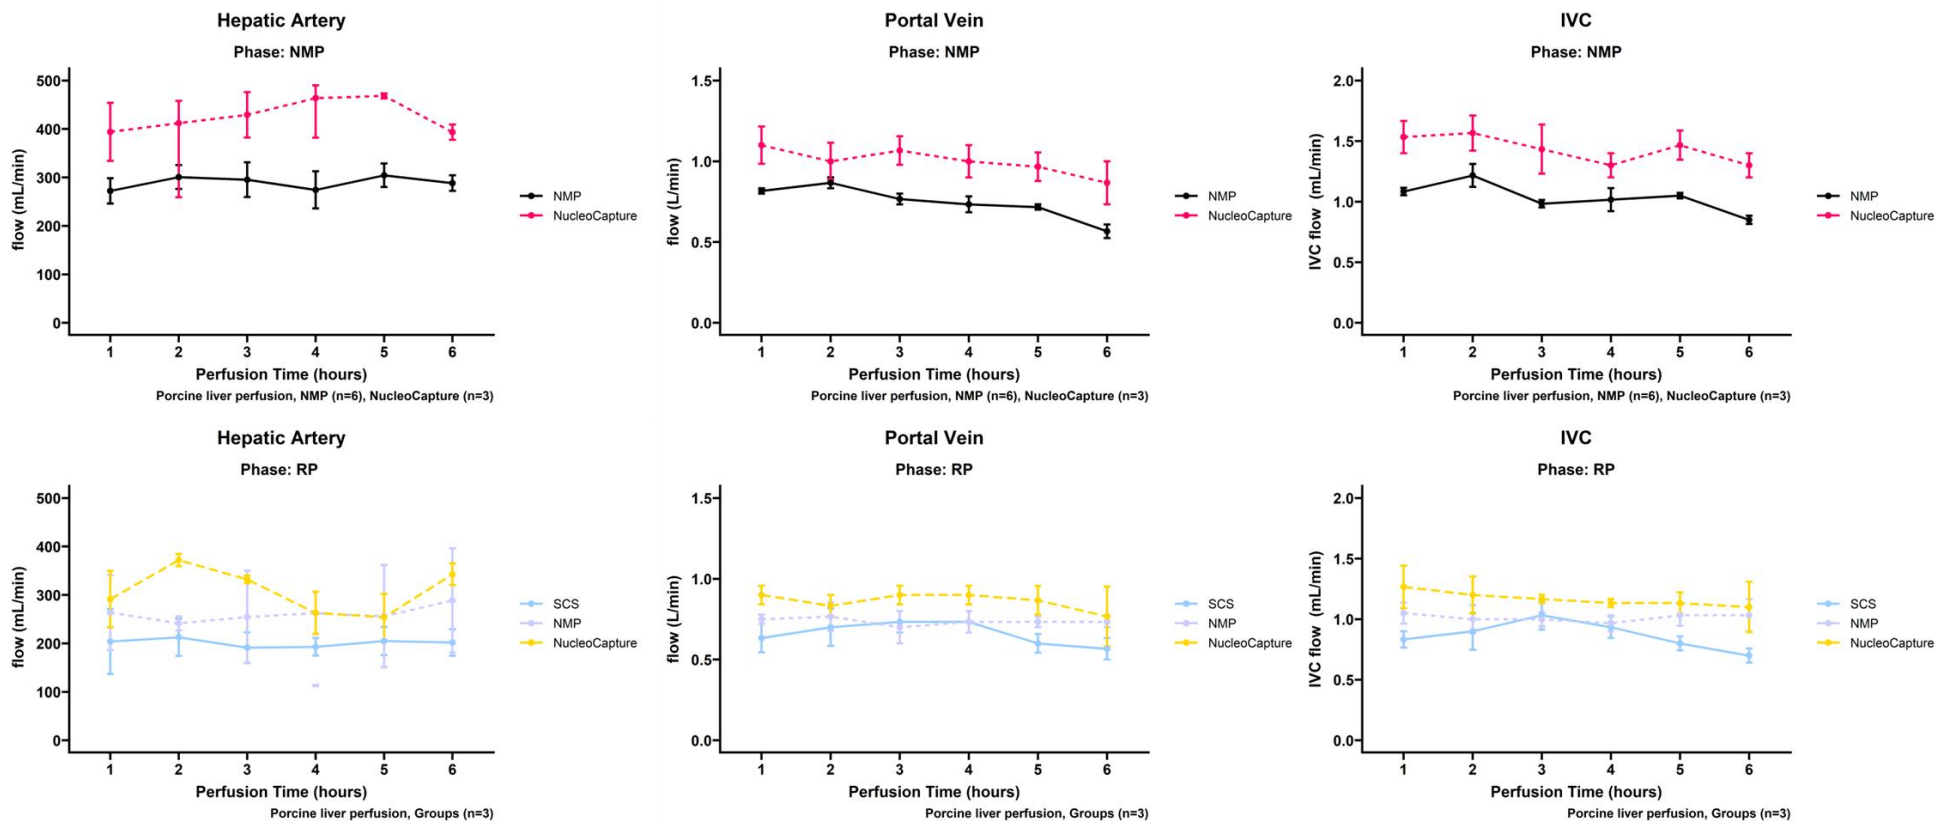 Hepatic Artery
Phase: NMP
flow (mL/min)
500
400
300
200
100
0
1 2 3 4 5 6
Perfusion Time (hours)
Porcine liver perfusion, NMP (n=6), NucleoCapture (n=3)
NMP
NucleoCapture
Portal Vein
Phase: NMP
flow (L/min)
1.5
1.0
0.5
0.0
1 2 3 4 5 6
Perfusion Time (hours)
Porcine liver perfusion, NMP (n=6), NucleoCapture (n=3)
NMP
NucleoCapture
IVC
Phase: NMP
IVC flow (mL/min)
2.0
1.5
1.0
0.5
0.0
1 2 3 4 5 6
Perfusion Time (hours)
Porcine liver perfusion, NMP (n=6), NucleoCapture (n=3)
NMP
NucleoCapture
Hepatic Artery
Phase: RP
flow (mL/min)
500
400
300
200
100
0
1 2 3 4 5 6
Perfusion Time (hours)
Porcine liver perfusion, Groups (n=3)
SCS
NMP
NucleoCapture
Portal Vein
Phase: RP
flow (L/min)
1.5
1.0
0.5
0.0
1 2 3 4 5 6
Perfusion Time (hours)
Porcine liver perfusion, Groups (n=3)
SCS
NMP
NucleoCapture
IVC
Phase: RP
IVC flow (mL/min)
2.0
1.5
1.0
0.5
0.0
1 2 3 4 5 6
Perfusion Time (hours)
Porcine liver perfusion, Groups (n=3)
SCS
NMP
NucleoCapture